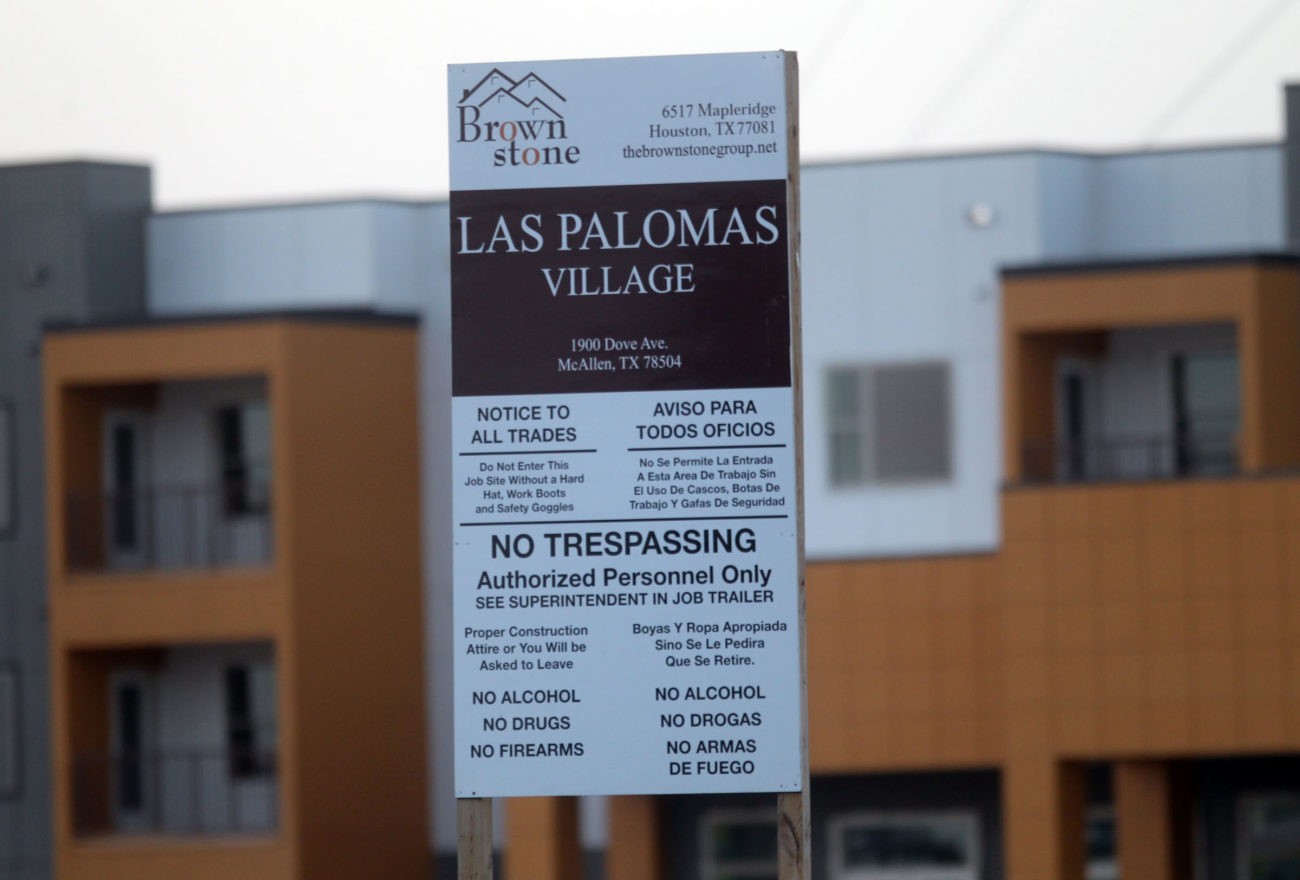 Brown
stone
6517 Mapleridge
Houston, TX 77081
thebrownstonegroup.net
LAS PALOMAS
VILLAGE
1900 Dove Ave.
McAllen, TX 78504
NOTICE TO
ALL TRADES
Do Not Enter This
Job Site Without a Hard
Hat, Work Boots
and Safety Goggles
AVISO PARA
TODOS OFICIOS
No Se Permite La Entrada
A Esta Area De Trabajo Sin
El Uso De Cascos, Botas De
Trabajo Y Gafas De Seguridad
NO TRESPASSING
Authorized Personnel Only
SEE SUPERINTENDENT IN JOB TRAILER
Proper Construction
Attire or You Will be
Asked to Leave
NO ALCOHOL
NO DRUGS
NO FIREARMS
Boyas Y Ropa Apropiada
Sino Se Le Pedira
Que Se Retire.
NO ALCOHOL
NO DROGAS
NO ARMAS
DE FUEGO